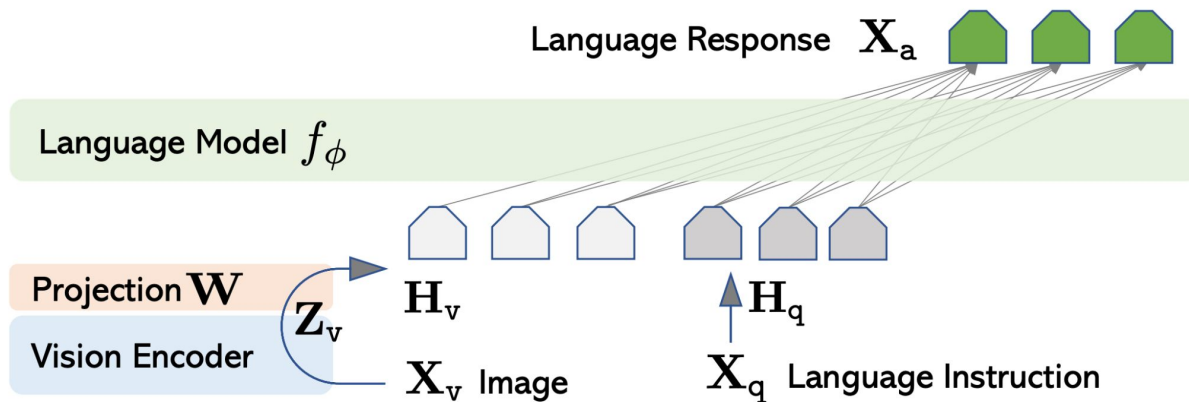 Language Response X_a
Language Model f_ϕ
Projection W
Z_v
H_v
H_q
Vision Encoder
X_v Image
X_q Language Instruction